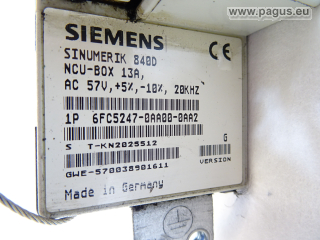 www.pagus.eu
SIEMENS
SINUMERIK 840D
NCU-BOX 13A,
AC 57V,+5%,-10%, 20KHZ
1P 6FC5247-0AA00-0AA2
S T-KN2025512
G
VERSION
GWE-570038901611
Made in Germany
CE